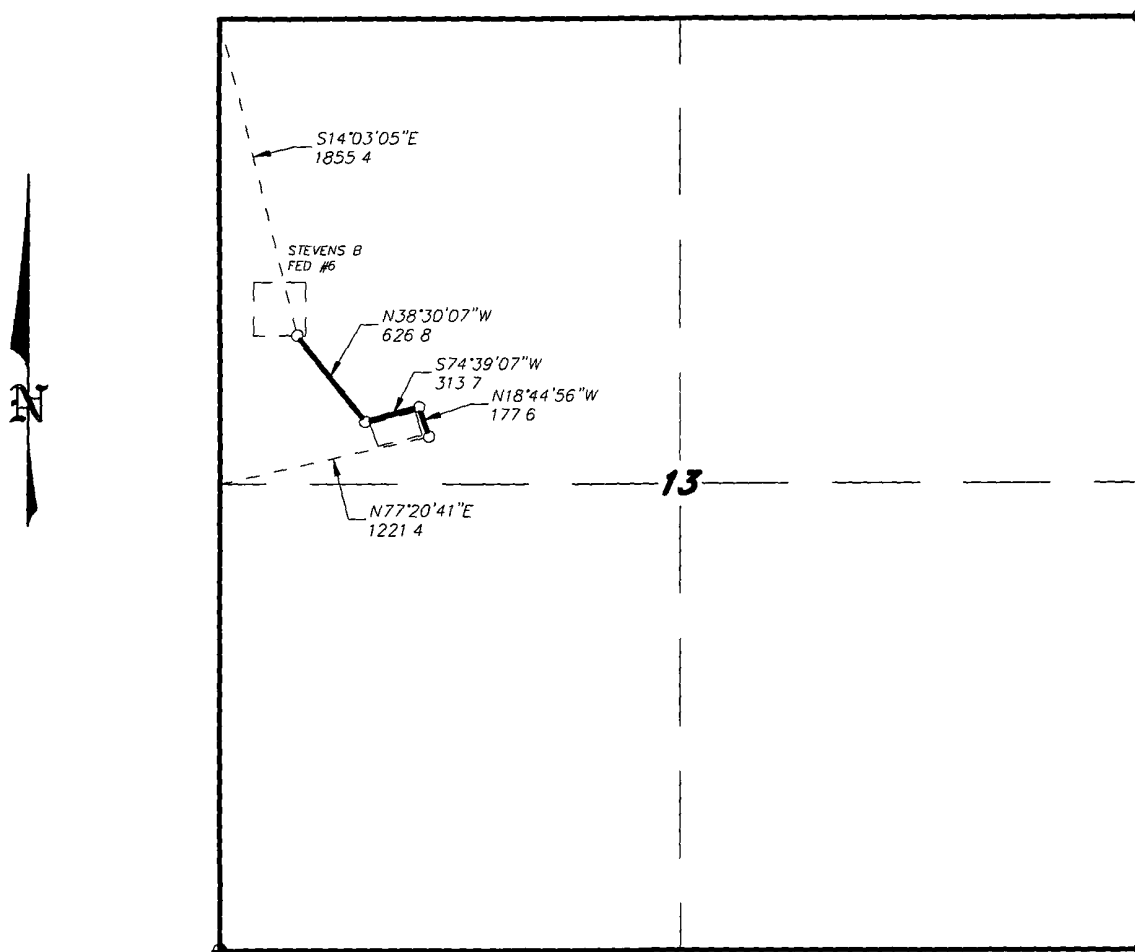 S14°03'05"E
1855 4
STEVENS B
FED #6
N38°30'07"W
626 8
S74°39'07"W
313 7
N18°44'56"W
177 6
N
13
N77°20'41"E
1221 4